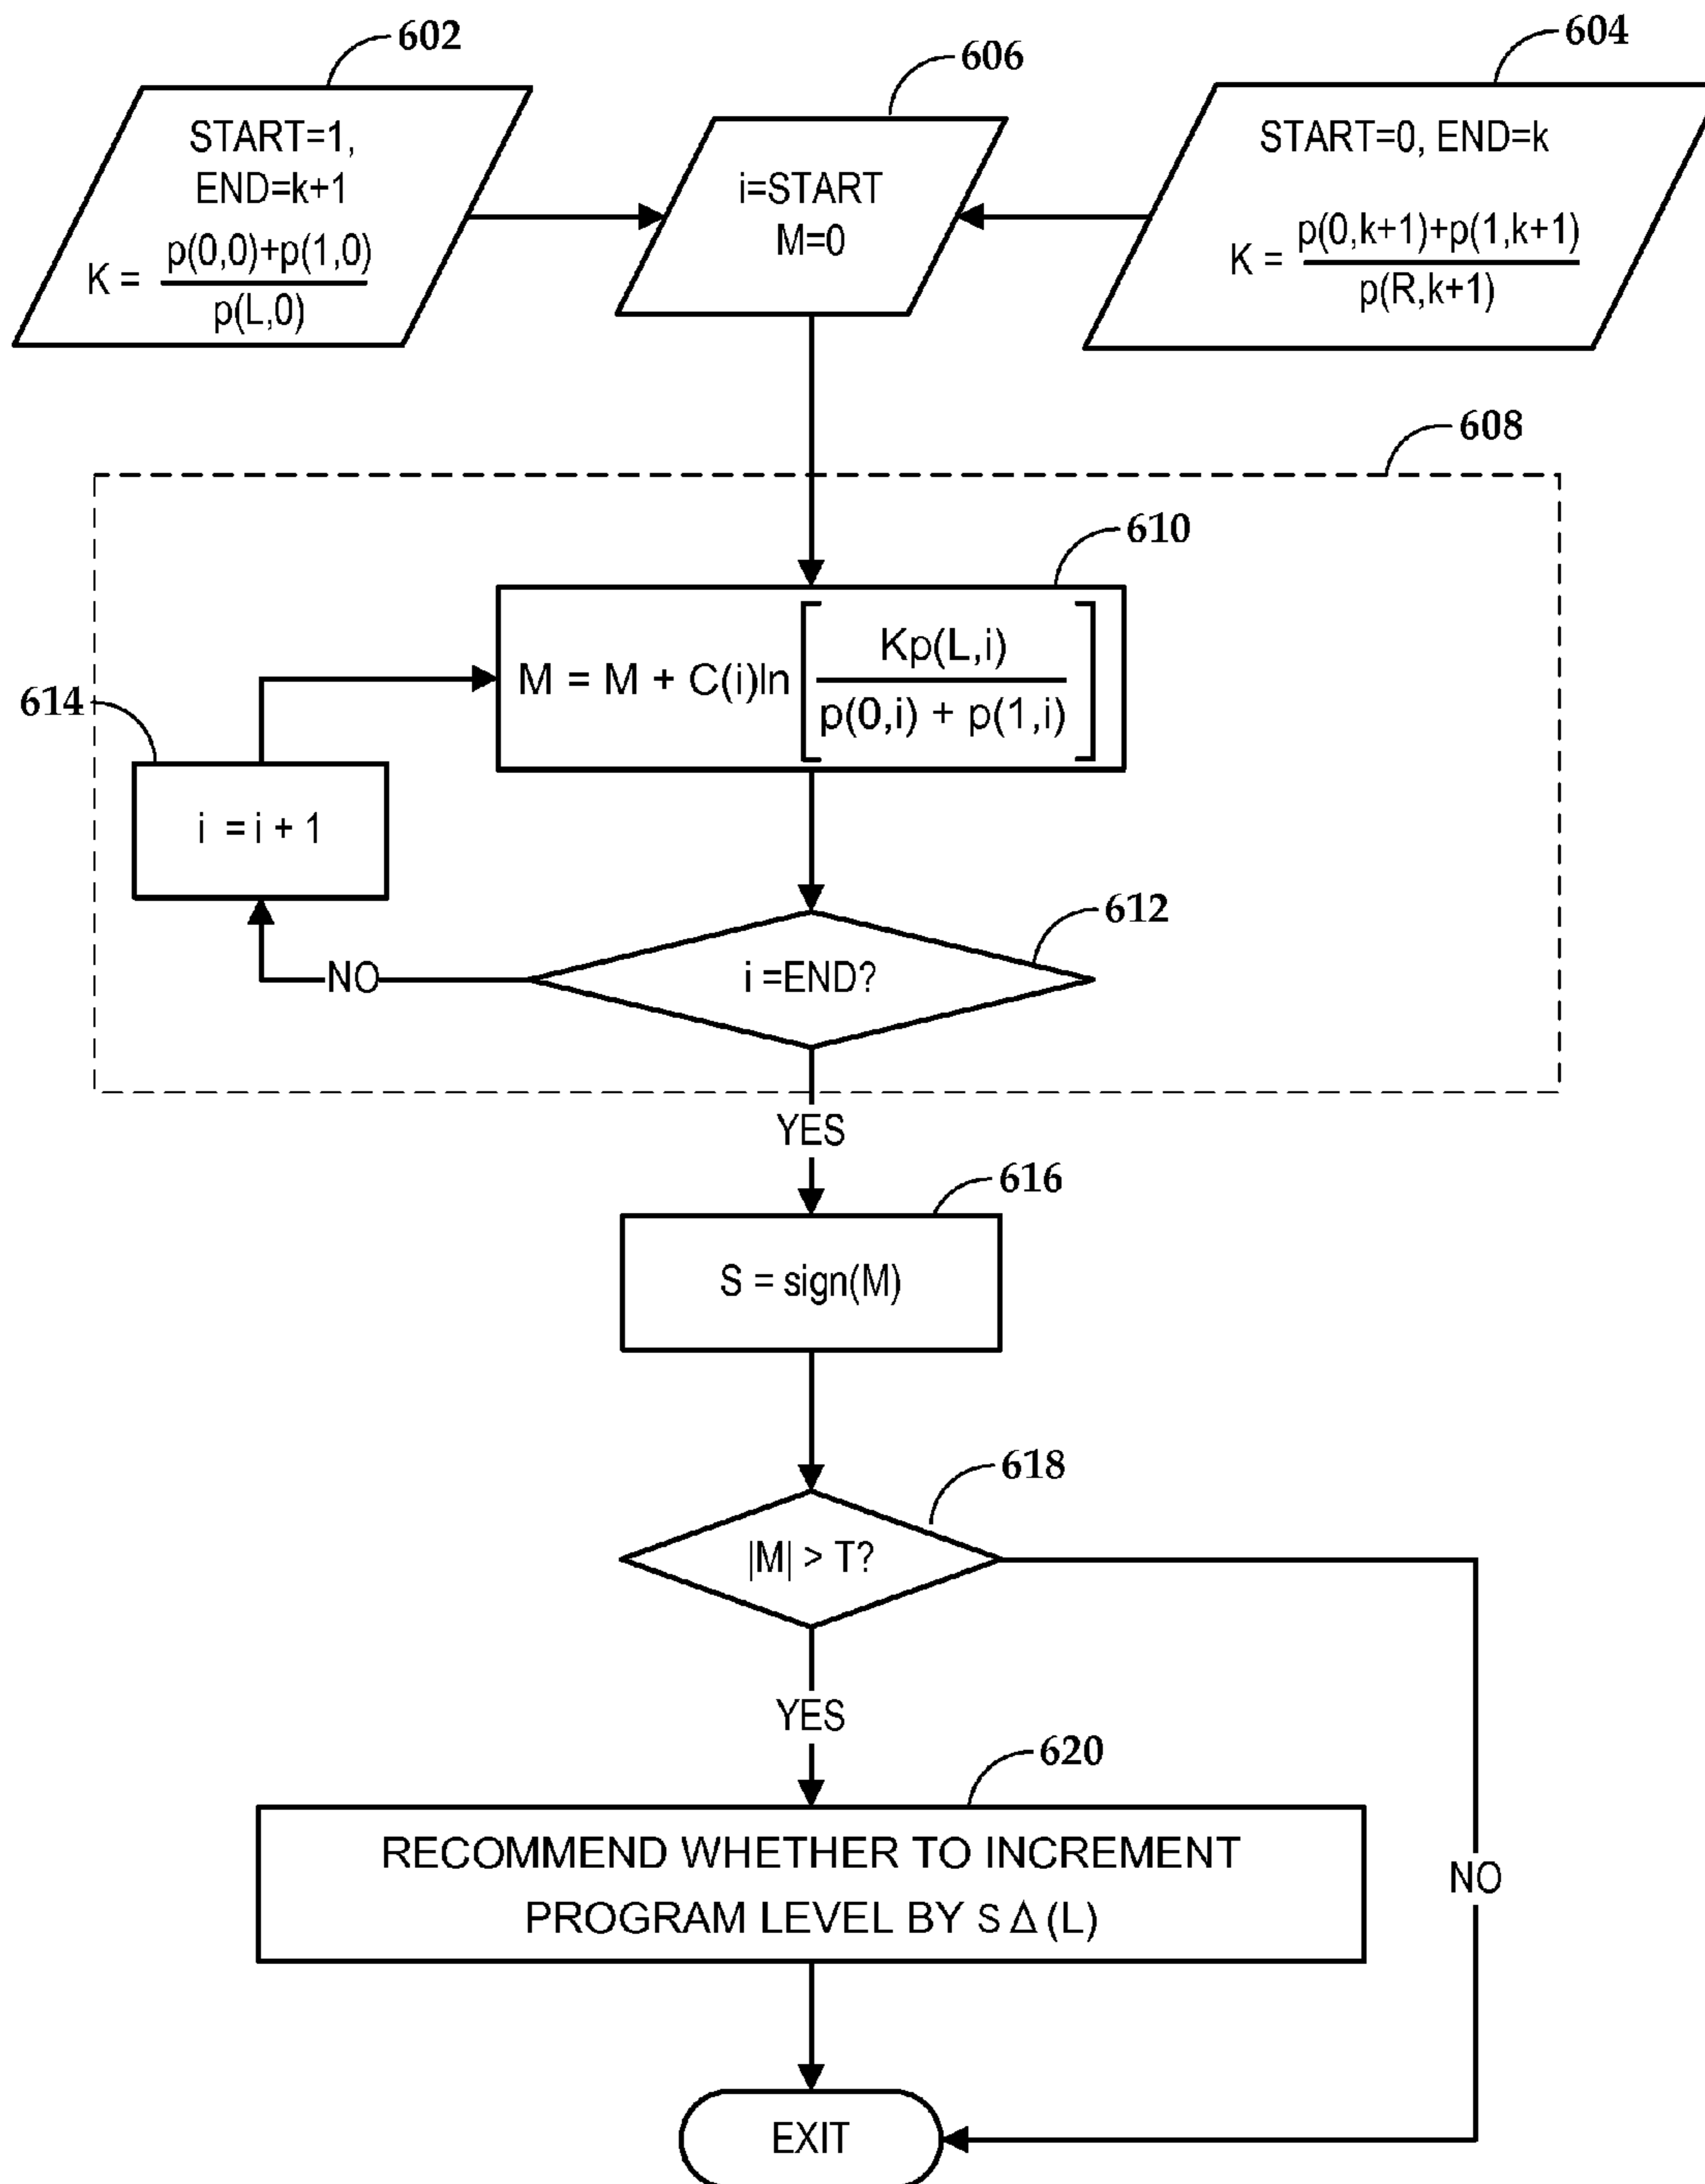 602
START=1,
END=k+1
K = p(0,0)+p(1,0)
p(L,0)
606
i=START
M=0
604
START=0, END=k
K = p(0,k+1)+p(1,k+1)
p(R,k+1)
608
610
M = M + C(i)ln [ Kp(L,i)
p(0,i) + p(1,i) ]
614
i = i + 1
612
i =END?
NO
YES
616
S = sign(M)
618
|M| > T?
YES
NO
620
RECOMMEND WHETHER TO INCREMENT
PROGRAM LEVEL BY S Δ (L)
EXIT